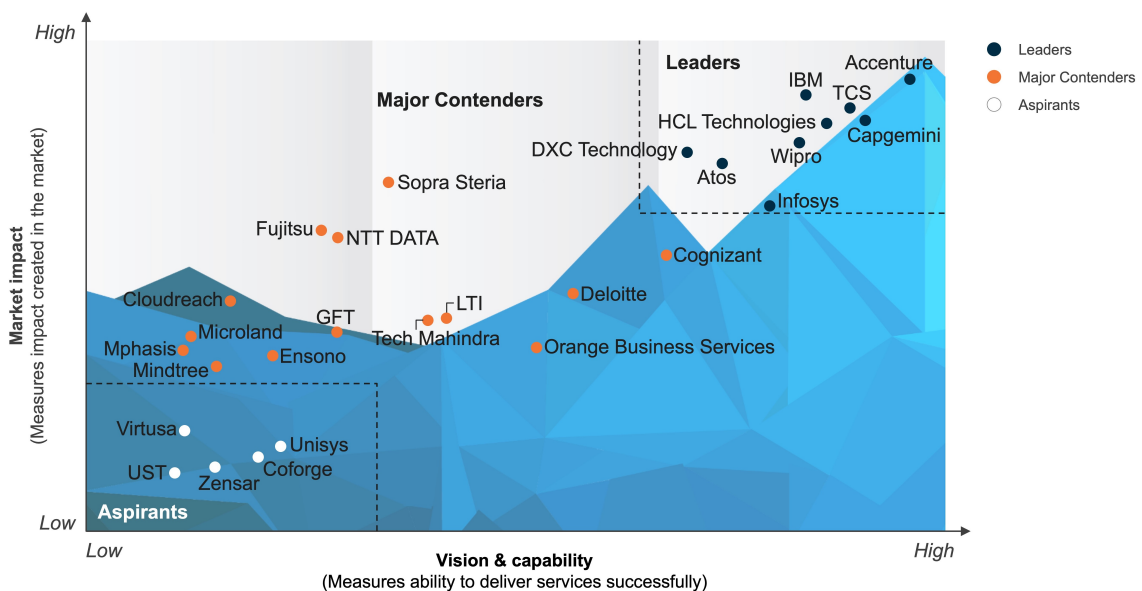 High
Leaders
Major Contenders
Aspirants
Leaders
Accenture
IBM
TCS
Major Contenders
HCL Technologies
Capgemini
DXC Technology
Wipro
Atos
Sopra Steria
Infosys
Fujitsu
NTT DATA
Cognizant
Cloudreach
Deloitte
LTI
GFT
Microland
Tech Mahindra
Mphasis
Ensono
Orange Business Services
Mindtree
Virtusa
Unisys
UST
Coforge
Zensar
Aspirants
Market impact
(Measures impact created in the market)
Low
Low
High
Vision & capability
(Measures ability to deliver services successfully)